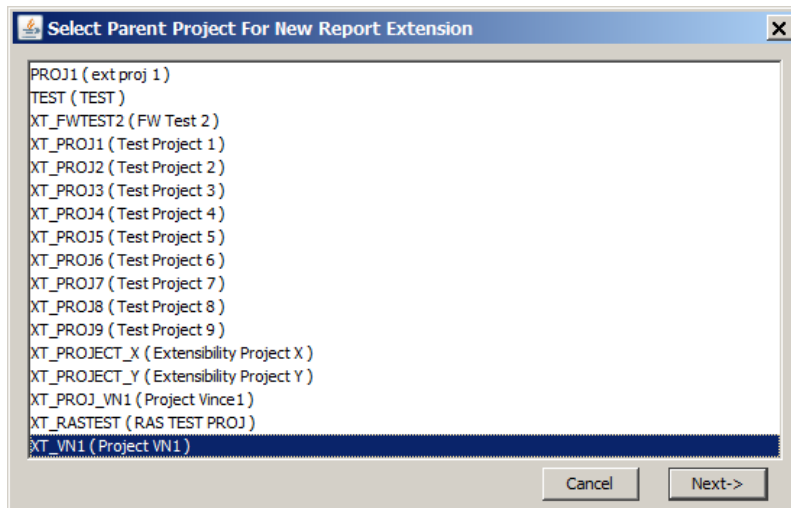 Select Parent Project For New Report Extension
PROJ1 ( ext proj 1 )
TEST ( TEST )
XT_FWTEST2 ( FW Test 2 )
XT_PROJ1 ( Test Project 1 )
XT_PROJ2 ( Test Project 2 )
XT_PROJ3 ( Test Project 3 )
XT_PROJ4 ( Test Project 4 )
XT_PROJ5 ( Test Project 5 )
XT_PROJ6 ( Test Project 6 )
XT_PROJ7 ( Test Project 7 )
XT_PROJ8 ( Test Project 8 )
XT_PROJ9 ( Test Project 9 )
XT_PROJECT_X ( Extensibility Project X )
XT_PROJECT_Y ( Extensibility Project Y )
XT_PROJ_VN1 ( Project Vince1 )
XT_RASTEST ( RAS TEST PROJ )
XT_VN1 ( Project VN1 )
Cancel Next->